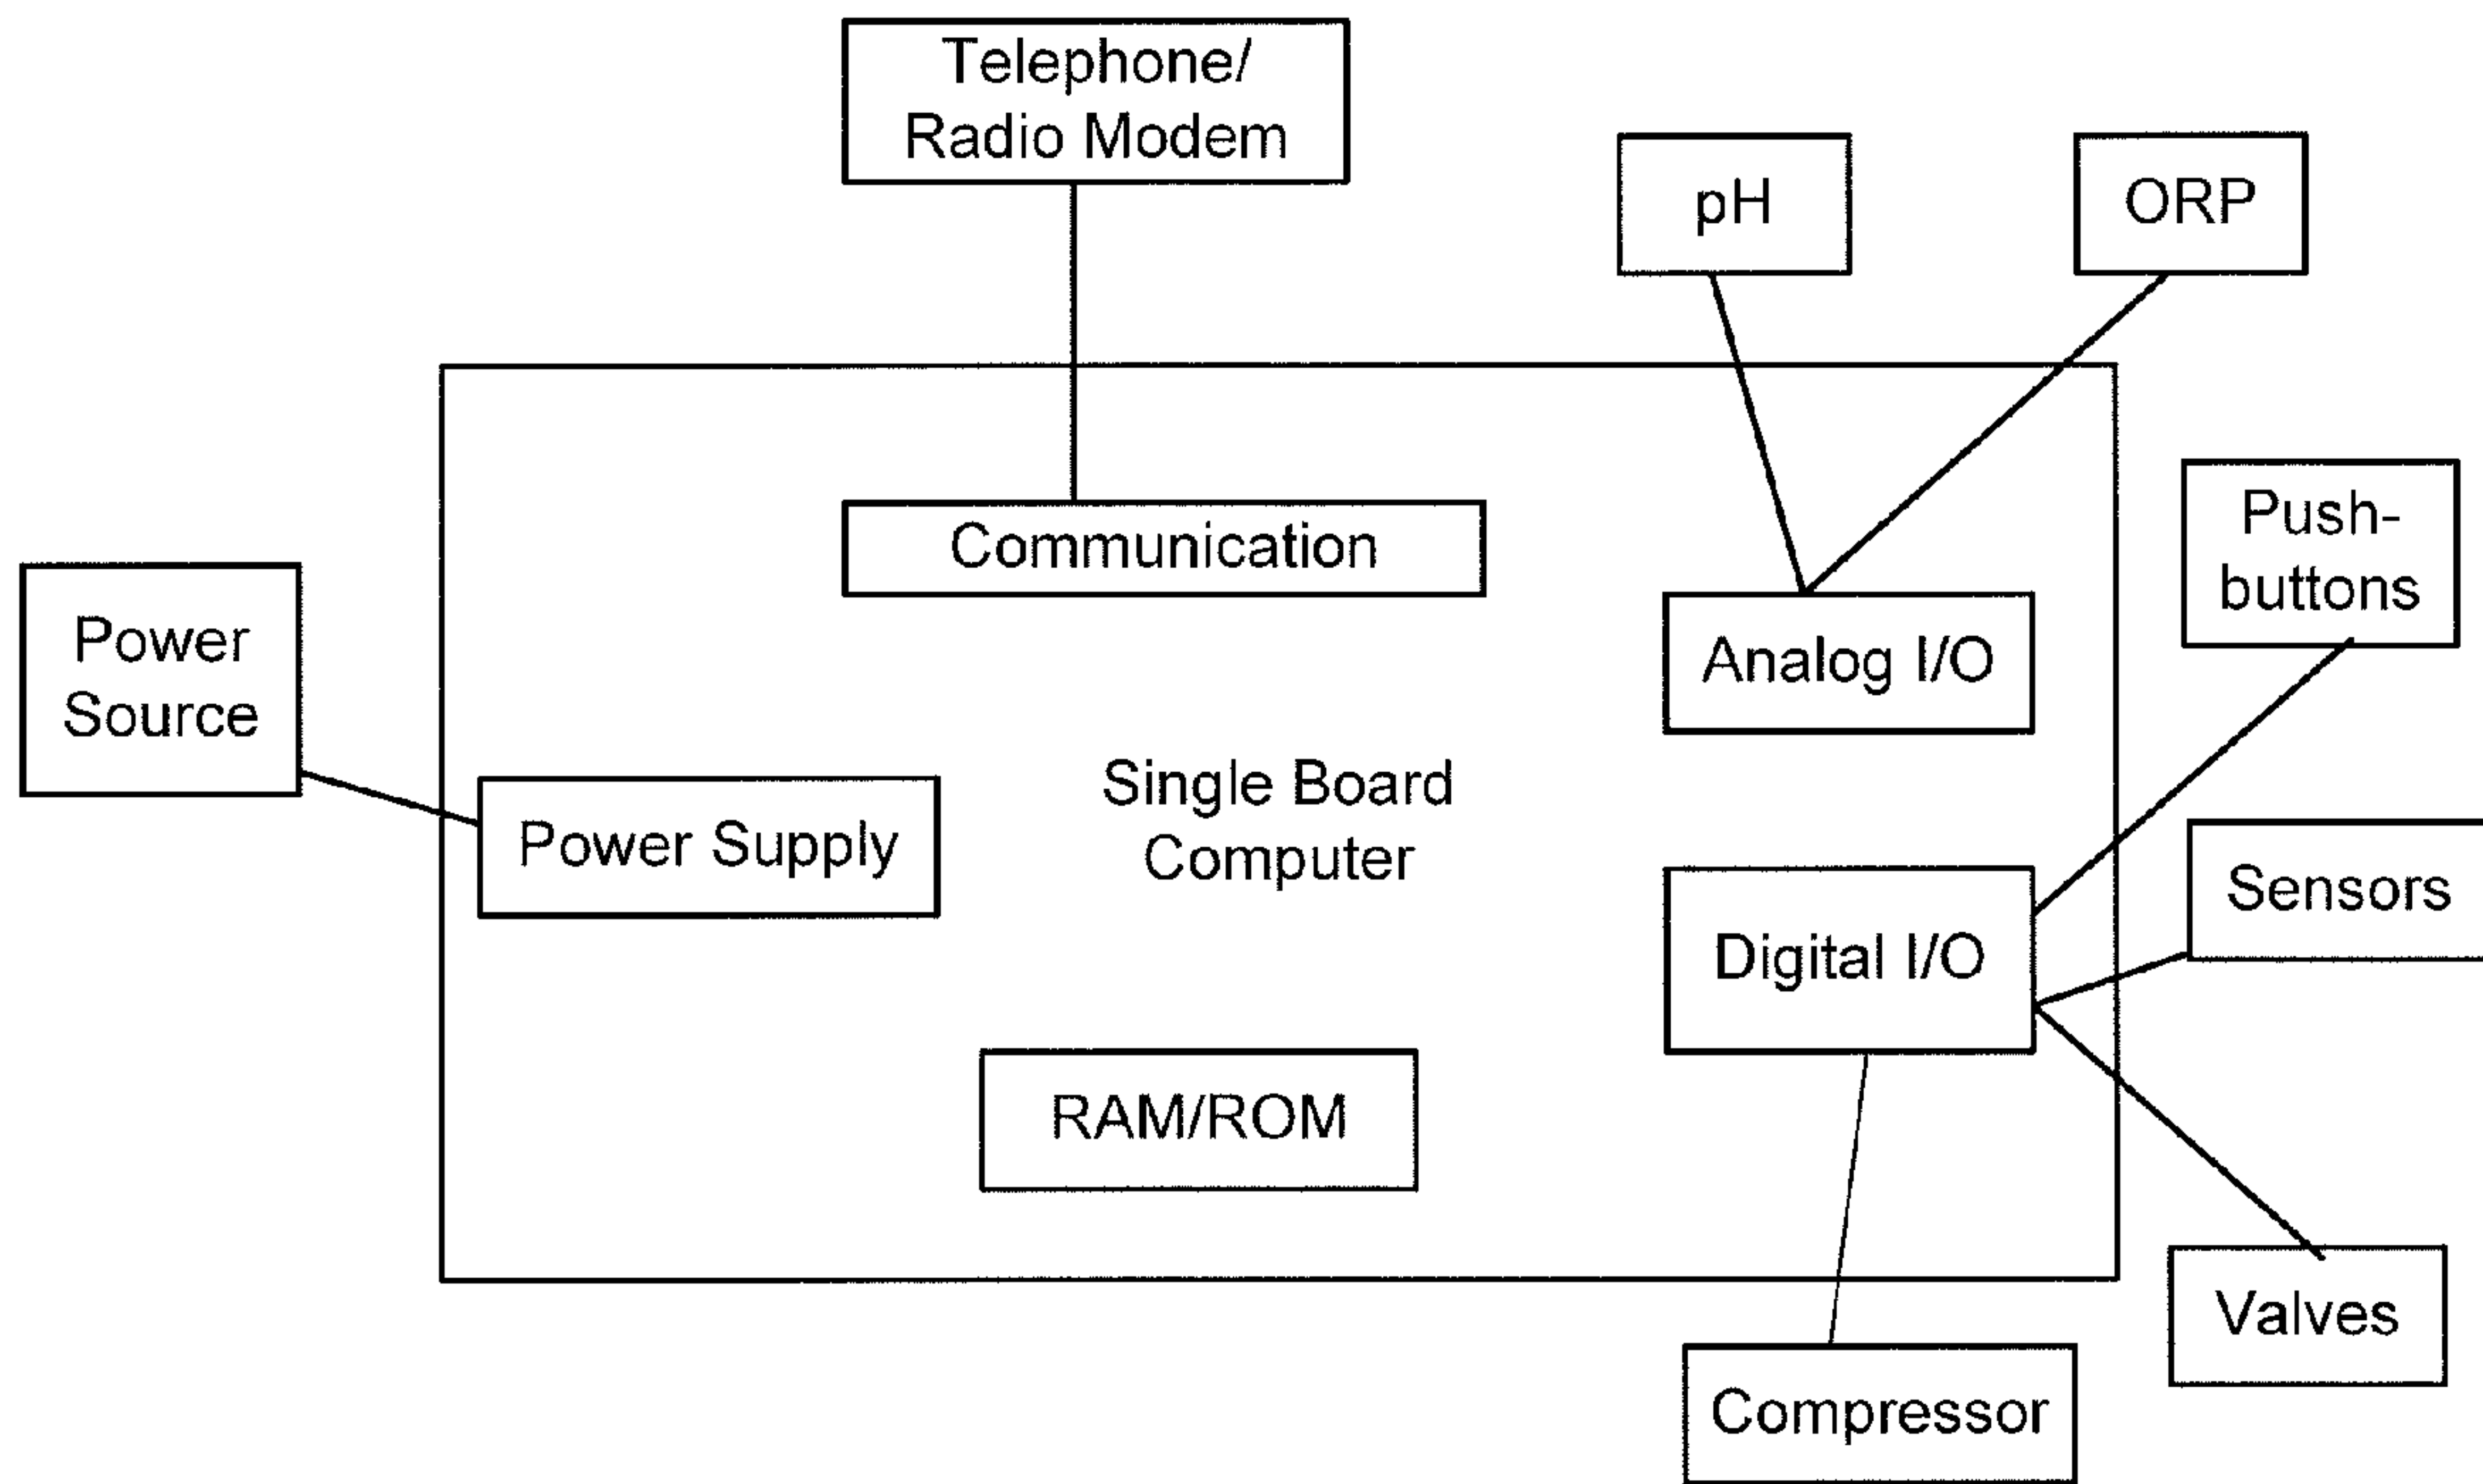 Telephone/
Radio Modem
pH
ORP
Communication
Push-
buttons
Power
Source
Analog I/O
Single Board
Computer
Power Supply
Sensors
Digital I/O
RAM/ROM
Valves
Compressor